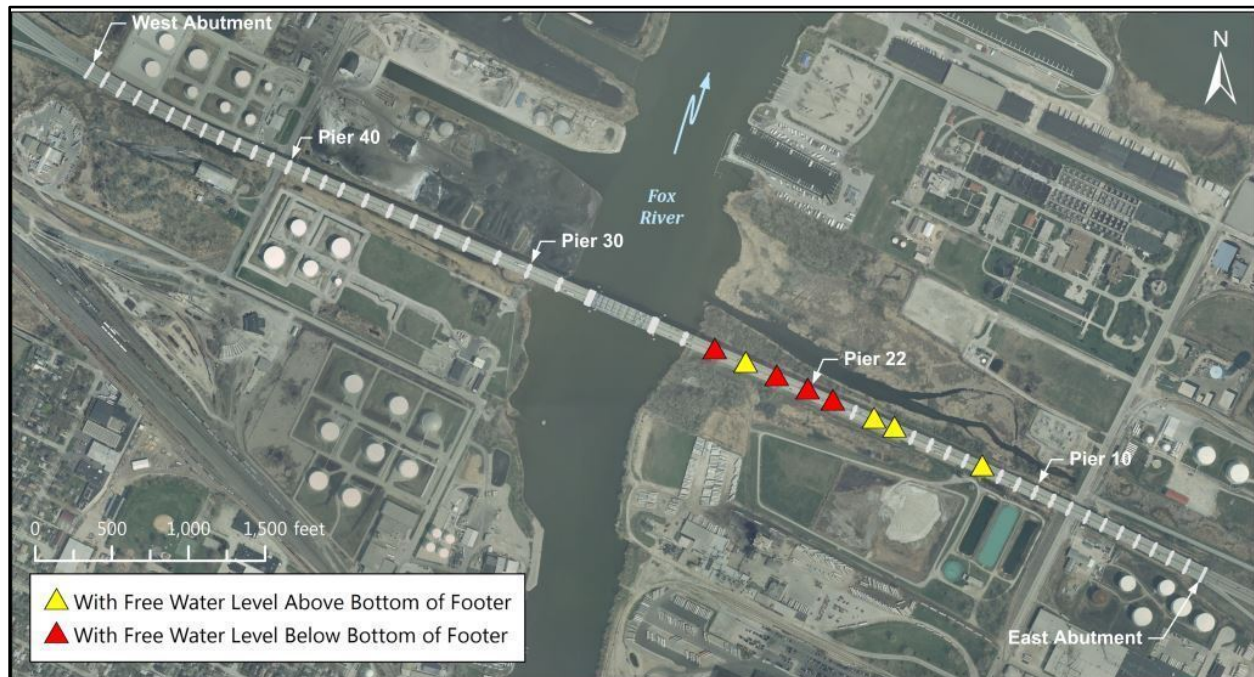 West Abutment
N
Pier 40
Fox
River
Pier 30
Pier 22
Pier 10
0 500 1,000 1,500 feet
With Free Water Level Above Bottom of Footer
With Free Water Level Below Bottom of Footer
East Abutment